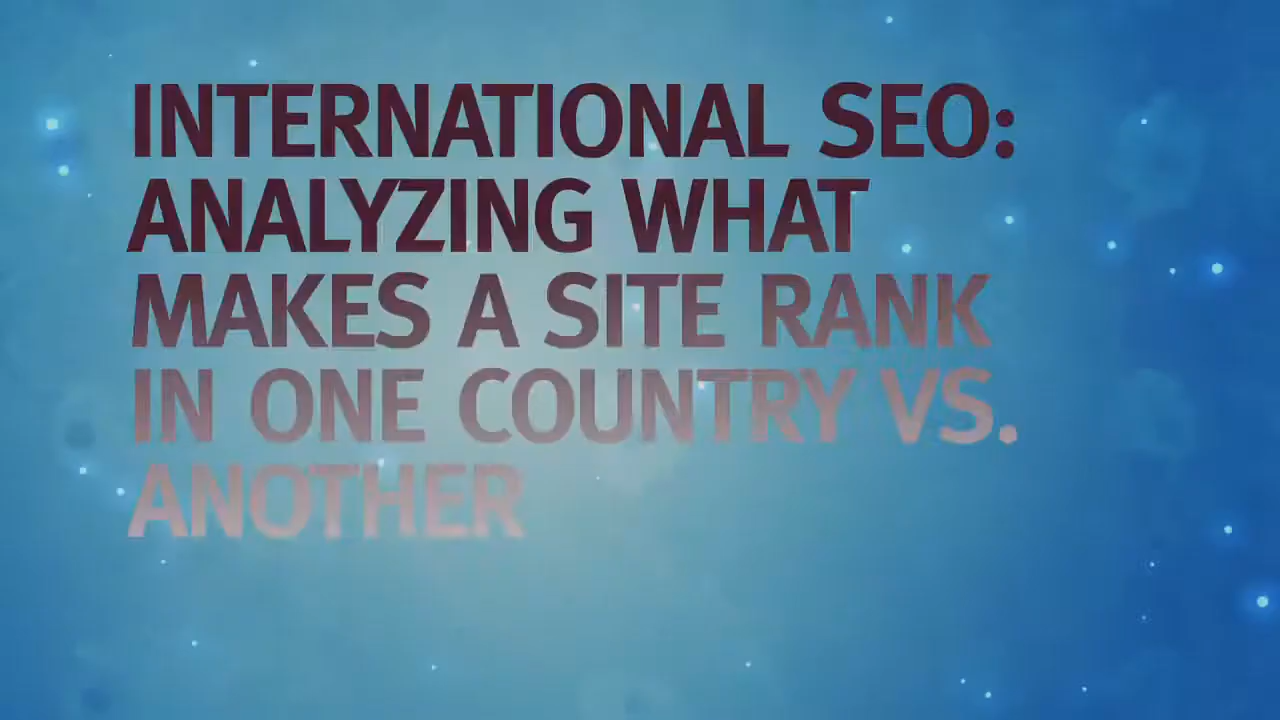 INTERNATIONAL SEO:
ANALYZING WHAT
MAKES A SITE RANK
IN ONE COUNTRY VS.
ANOTHER